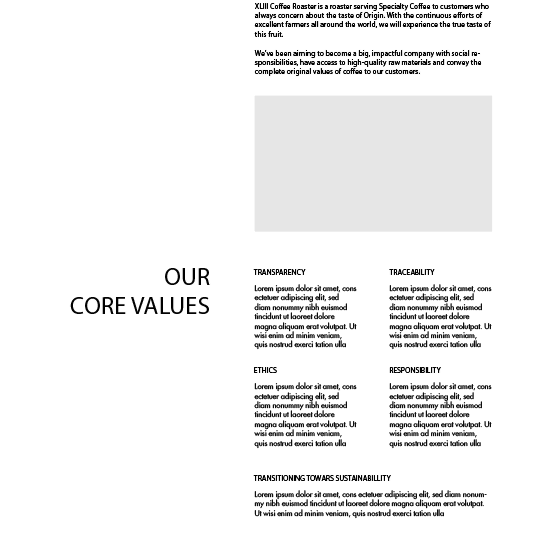 XLIII Coffee Roaster is a roaster serving Specialty Coffee to customers who
always concern about the taste of Origin. With the continuous efforts of
excellent farmers all around the world, we will experience the true taste of
this fruit.
We've been aiming to become a big, impactful company with social re-
sponsibilities, have access to high-quality raw materials and convey the
complete original values of coffee to our customers.
OUR
CORE VALUES
TRANSPARENCY
Lorem ipsum dolor sit amet, cons
ectetuer adipiscing elit, sed
diam nonummy nibh euismod
tincidunt ut laoreet dolore
magna aliquam erat volutpat. Ut
wisi enim ad minim veniam,
quis nostrud exerci tation ulla
TRACEABILITY
Lorem ipsum dolor sit amet, cons
ectetuer adipiscing elit, sed
diam nonummy nibh euismod
tincidunt ut laoreet dolore
magna aliquam erat volutpat. Ut
wisi enim ad minim veniam,
quis nostrud exerci tation ulla
ETHICS
Lorem ipsum dolor sit amet, cons
ectetuer adipiscing elit, sed
diam nonummy nibh euismod
tincidunt ut laoreet dolore
magna aliquam erat volutpat. Ut
wisi enim ad minim veniam,
quis nostrud exerci tation ulla
RESPONSIBILITY
Lorem ipsum dolor sit amet, cons
ectetuer adipiscing elit, sed
diam nonummy nibh euismod
tincidunt ut laoreet dolore
magna aliquam erat volutpat. Ut
wisi enim ad minim veniam,
quis nostrud exerci tation ulla
TRANSITIONING TOWARS SUSTAINABILLITY
Lorem ipsum dolor sit amet, cons ectetuer adipiscing elit, sed diam nonum-
my nibh euismod tincidunt ut laoreet dolore magna aliquam erat volutpat.
Ut wisi enim ad minim veniam, quis nostrud exerci tation ulla